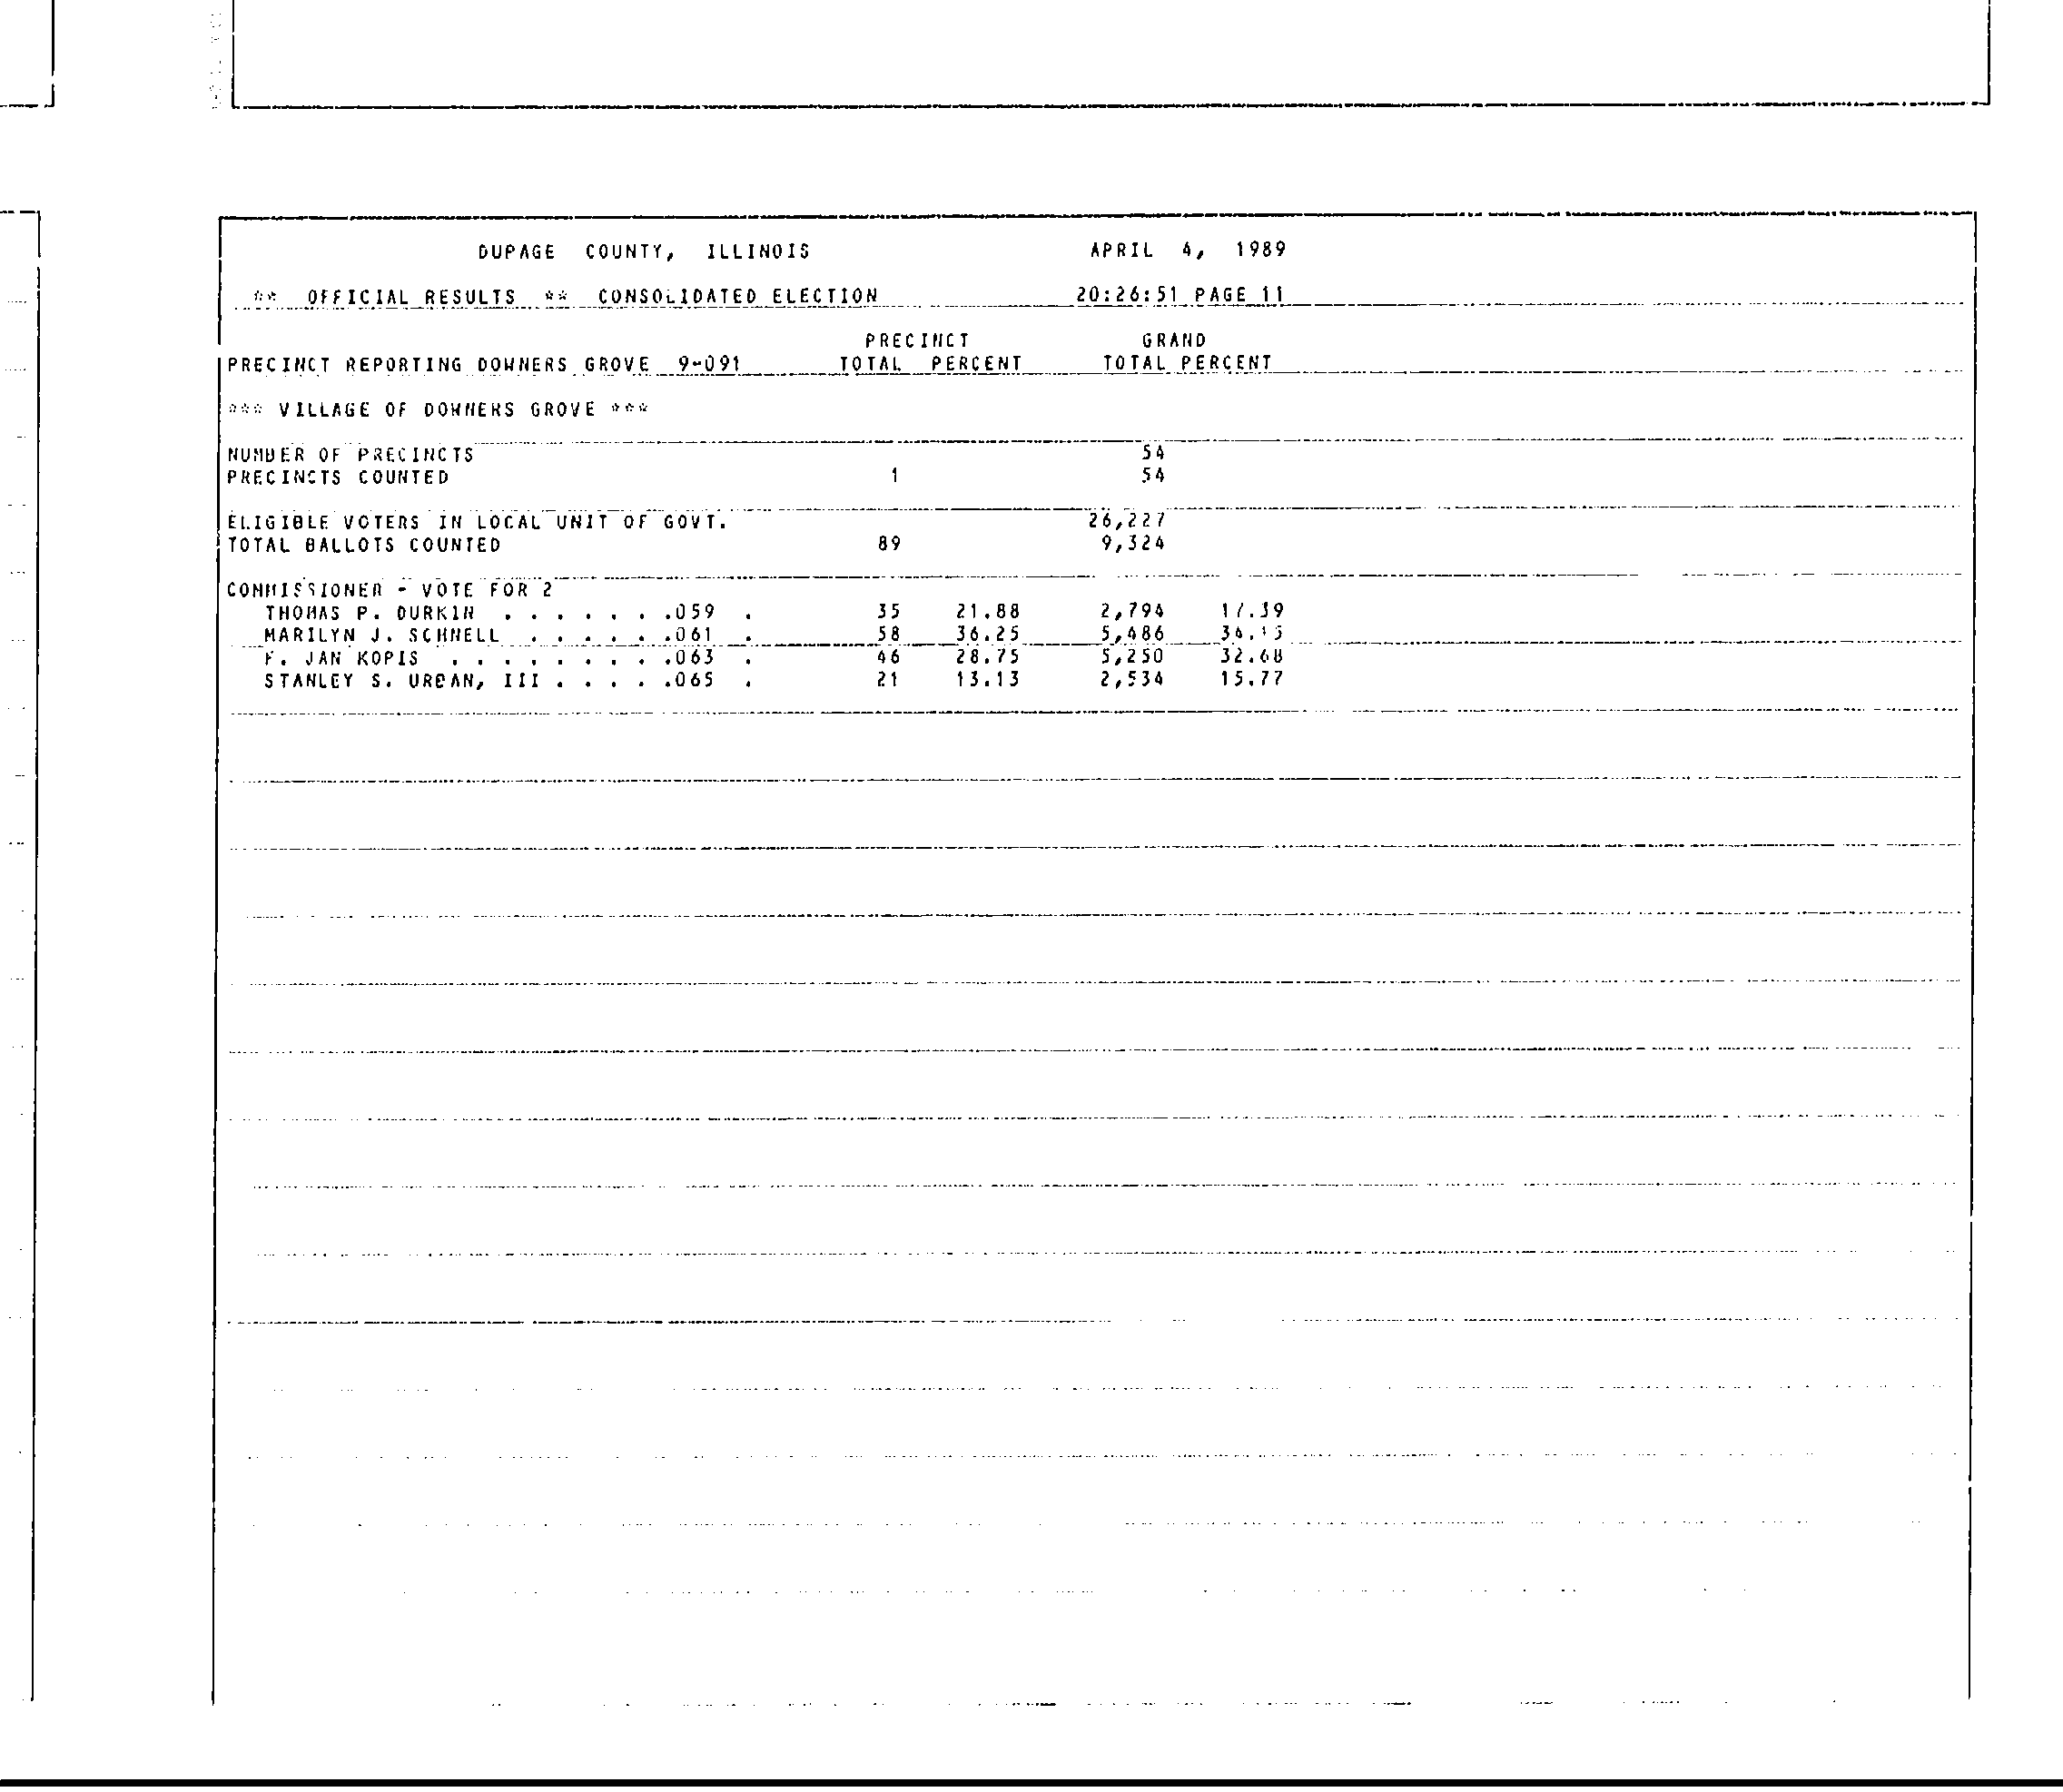 DUPAGE COUNTY, ILLINOIS APRIL 4, 1989
** OFFICIAL RESULTS ** CONSOLIDATED ELECTION 20:26:51 PAGE 11
PRECINCT GRAND
PRECINCT REPORTING DOWNERS GROVE 9-091 TOTAL PERCENT TOTAL PERCENT
*** VILLAGE OF DOWNERS GROVE ***
NUMBER OF PRECINCTS 54
PRECINCTS COUNTED 1 54
ELIGIBLE VOTERS IN LOCAL UNIT OF GOVT. 26,227
TOTAL BALLOTS COUNTED 89 9,324
COMMISSIONER - VOTE FOR 2
THOMAS P. DURKIN . . . . . . .059 . 35 21.88 2,794 17.39
MARILYN J. SCHNELL . . . . . .061 . 58 36.25 5,486 34.15
F. JAN KOPIS . . . . . . . . .063 . 46 28.75 5,250 32.68
STANLEY S. URBAN, III . . . . .065 . 21 13.13 2,534 15.77